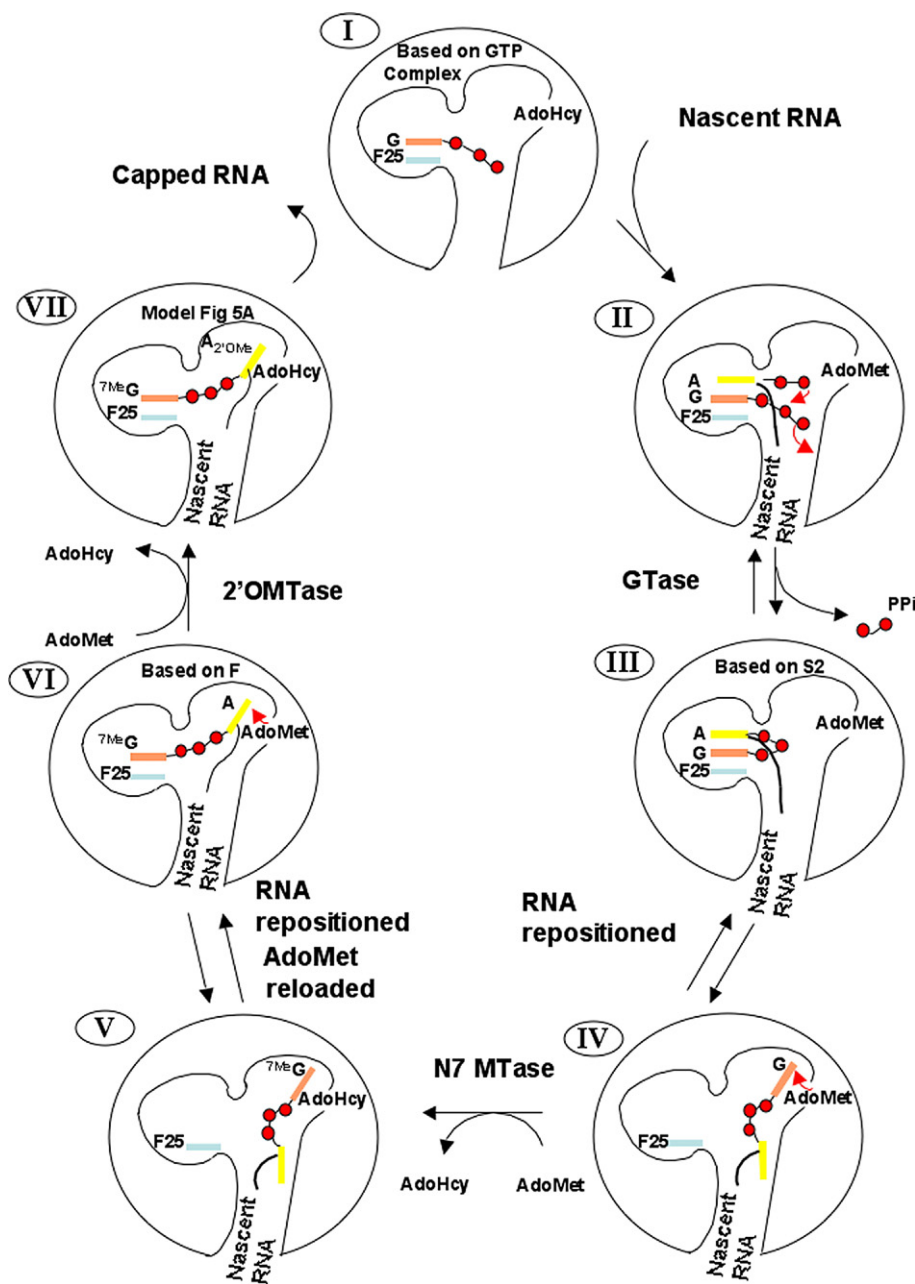 I
Based on GTP
Complex
AdoHcy
G
F25
Nascent RNA
Capped RNA
VII
Model Fig 5A
A2'OMe
AdoHcy
7MeG
F25
Nascent
RNA
II
AdoMet
A
G
F25
Nascent
RNA
AdoHcy
AdoMet
2'OMTase
GTase
PPi
VI
Based on F
A
AdoMet
7MeG
F25
Nascent
RNA
III
Based on S2
AdoMet
A
G
F25
Nascent
RNA
RNA
repositioned
AdoMet
reloaded
RNA
repositioned
V
7MeG
AdoHcy
F25
Nascent
RNA
N7 MTase
AdoHcy
AdoMet
IV
G
AdoMet
F25
Nascent
RNA